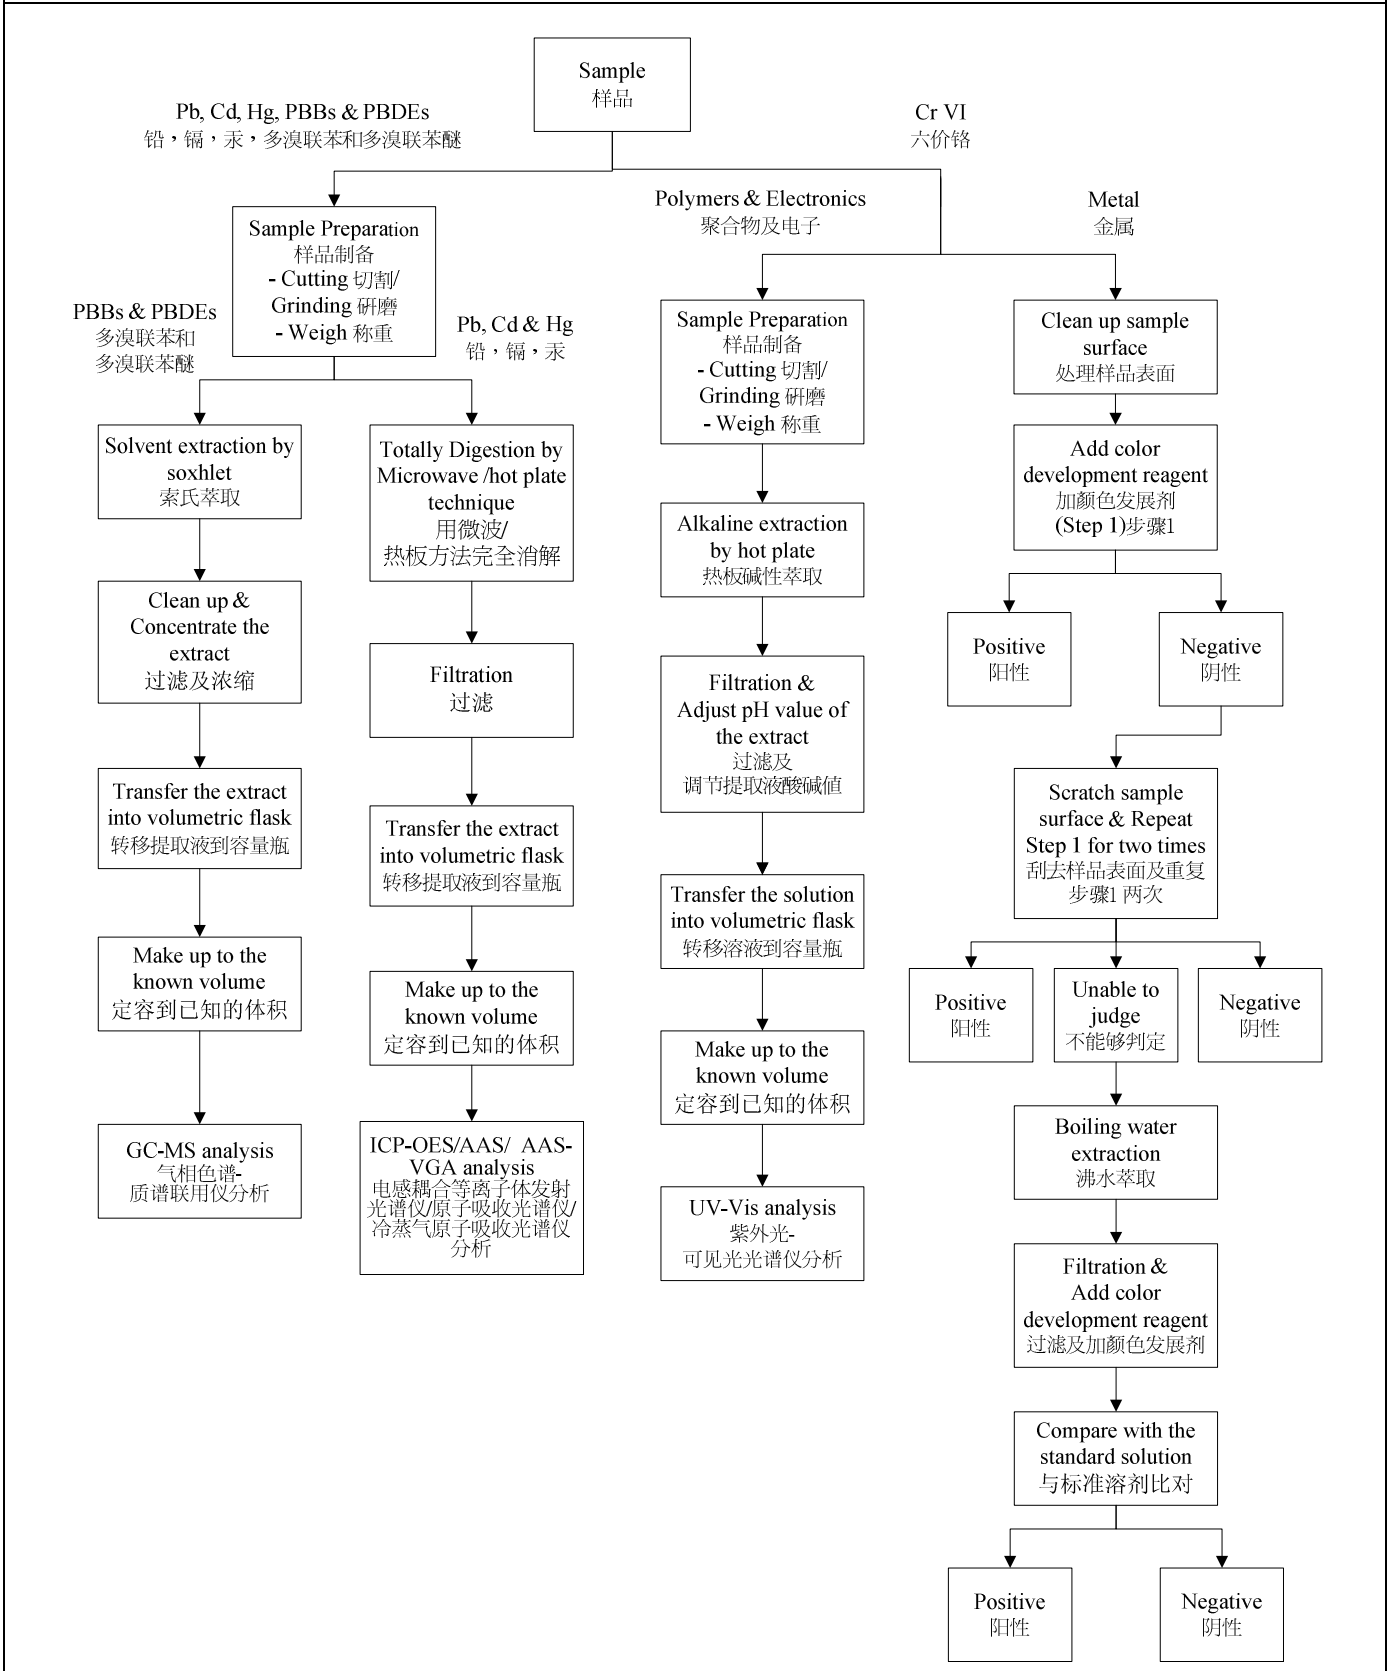 Sample
样品
Pb, Cd, Hg, PBBs & PBDEs
铅，镉，汞，多溴联苯和多溴联苯醚
Cr VI
六价铬
Polymers & Electronics
聚合物及电子
Metal
金属
Sample Preparation
样品制备
- Cutting 切割/
Grinding 研磨
- Weigh 称重
PBBs & PBDEs
多溴联苯和
多溴联苯醚
Pb, Cd & Hg
铅，镉，汞
Solvent extraction by
soxhlet
索氏萃取
Clean up &
Concentrate the
extract
过滤及浓缩
Transfer the extract
into volumetric flask
转移提取液到容量瓶
Make up to the
known volume
定容到已知的体积
GC-MS analysis
气相色谱-
质谱联用仪分析
Totally Digestion by
Microwave /hot plate
technique
用微波/
热板方法完全消解
Filtration
过滤
Transfer the extract
into volumetric flask
转移提取液到容量瓶
Make up to the
known volume
定容到已知的体积
ICP-OES/AAS/ AAS-
VGA analysis
电感耦合等离子体发射
光谱仪/原子吸收光谱仪/
冷蒸气原子吸收光谱仪
分析
Sample Preparation
样品制备
- Cutting 切割/
Grinding 研磨
- Weigh 称重
Alkaline extraction
by hot plate
热板碱性萃取
Filtration &
Adjust pH value of
the extract
过滤及
调节提取液酸碱值
Transfer the solution
into volumetric flask
转移溶液到容量瓶
Make up to the
known volume
定容到已知的体积
UV-Vis analysis
紫外光-
可见光光谱仪分析
Clean up sample
surface
处理样品表面
Add color
development reagent
加颜色发展剂
(Step 1)步骤1
Positive
阳性
Negative
阴性
Scratch sample
surface & Repeat
Step 1 for two times
刮去样品表面及重复
步骤1 两次
Positive
阳性
Unable to
judge
不能够判定
Negative
阴性
Boiling water
extraction
沸水萃取
Filtration &
Add color
development reagent
过滤及加颜色发展剂
Compare with the
standard solution
与标准溶剂比对
Positive
阳性
Negative
阴性